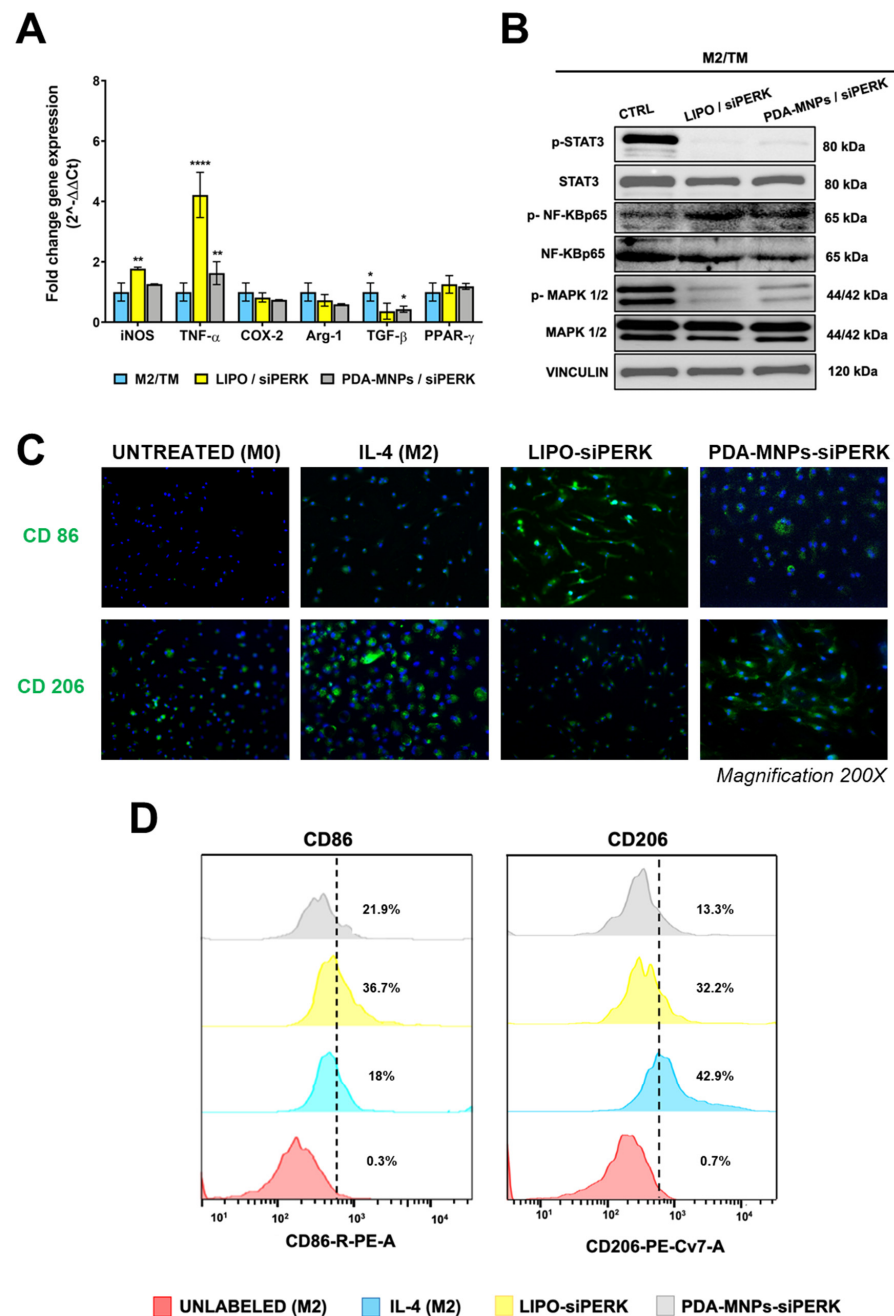 A
Fold change gene expression
(2^-ΔΔCt)
8
6
4
2
0
**
****
**
*
*
iNOS
TNF-α
COX-2
Arg-1
TGF-β
PPAR-γ
M2/TM
LIPO / siPERK
PDA-MNPs / siPERK
B
M2/TM
CTRL
LIPO / siPERK
PDA-MNPs / siPERK
p-STAT3
80 kDa
STAT3
80 kDa
p- NF-KBp65
65 kDa
NF-KBp65
65 kDa
p- MAPK 1/2
44/42 kDa
MAPK 1/2
44/42 kDa
VINCULIN
120 kDa
C
UNTREATED (M0)
IL-4 (M2)
LIPO-siPERK
PDA-MNPs-siPERK
CD 86
CD 206
Magnification 200X
D
CD86
21.9%
36.7%
18%
0.3%
10¹
10²
10³
10⁴
CD86-R-PE-A
CD206
13.3%
32.2%
42.9%
0.7%
10¹
10²
10³
10⁴
CD206-PE-Cv7-A
UNLABELED (M2)
IL-4 (M2)
LIPO-siPERK
PDA-MNPs-siPERK